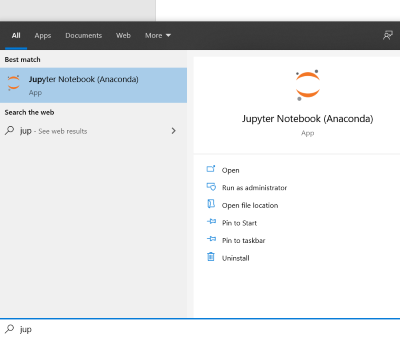 All Apps Documents Web More
Best match
Jupyter Notebook (Anaconda)
App
Search the web
jup - See web results
Jupyter Notebook (Anaconda)
App
Open
Run as administrator
Open file location
Pin to Start
Pin to taskbar
Uninstall
jup